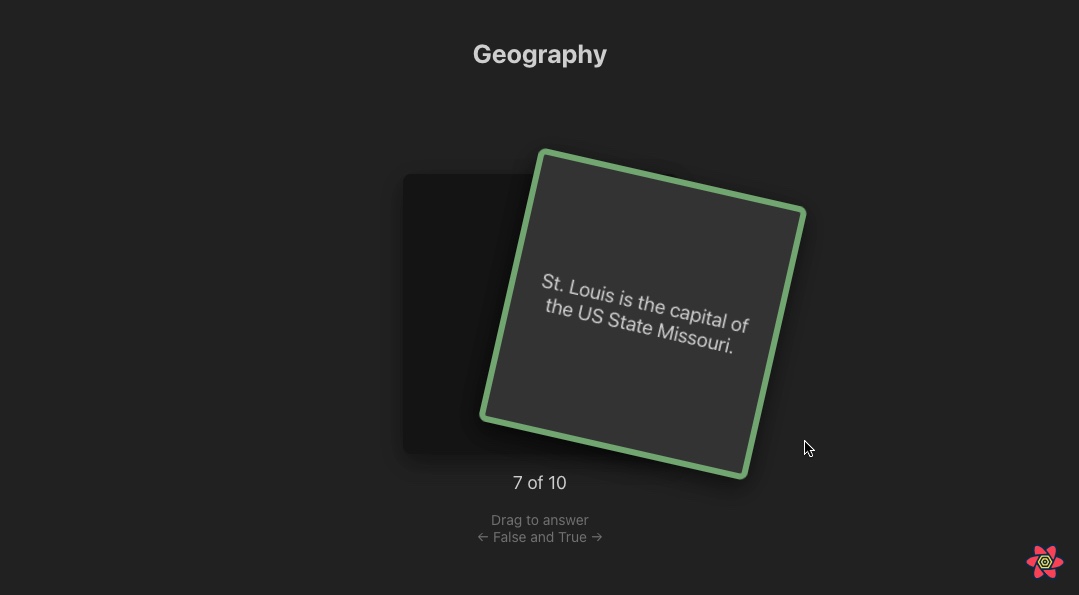 Geography
St. Louis is the capital of
the US State Missouri.
7 of 10
Drag to answer
← False and True →